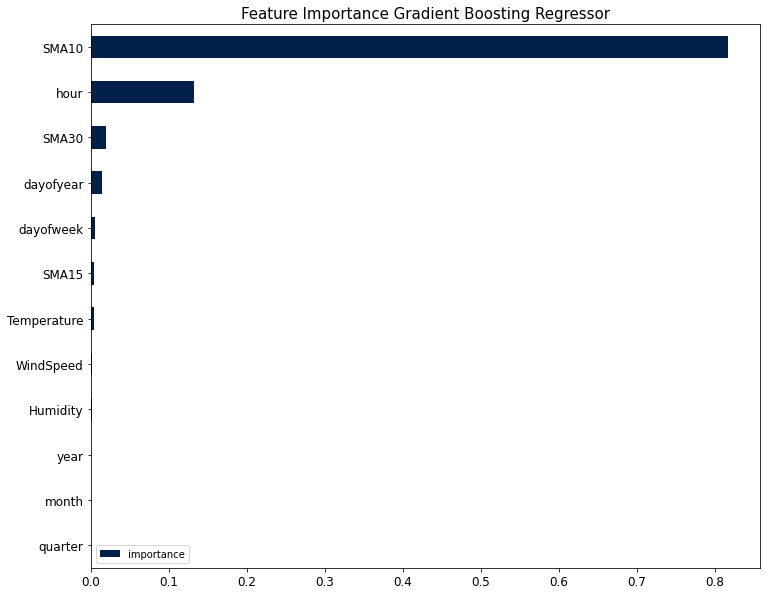 Feature Importance Gradient Boosting Regressor
SMA10
hour
SMA30
dayofyear
dayofweek
SMA15
Temperature
WindSpeed
Humidity
year
month
quarter
importance
0.0 0.1 0.2 0.3 0.4 0.5 0.6 0.7 0.8